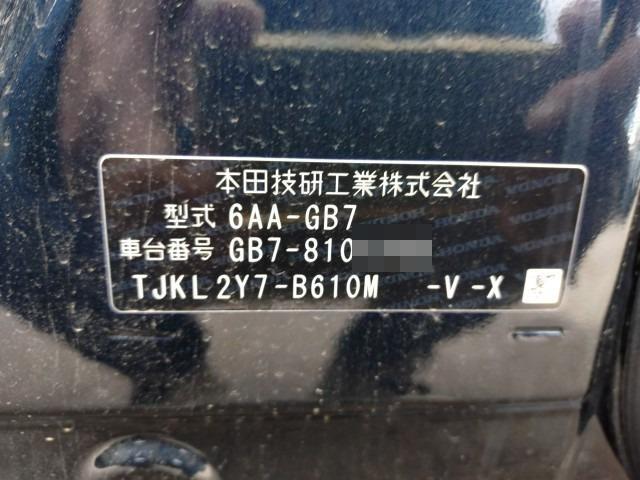 本田技研工業株式会社
型式 6AA-GB7
車台番号 GB7-810
TJKL2Y7-B610M -V -X